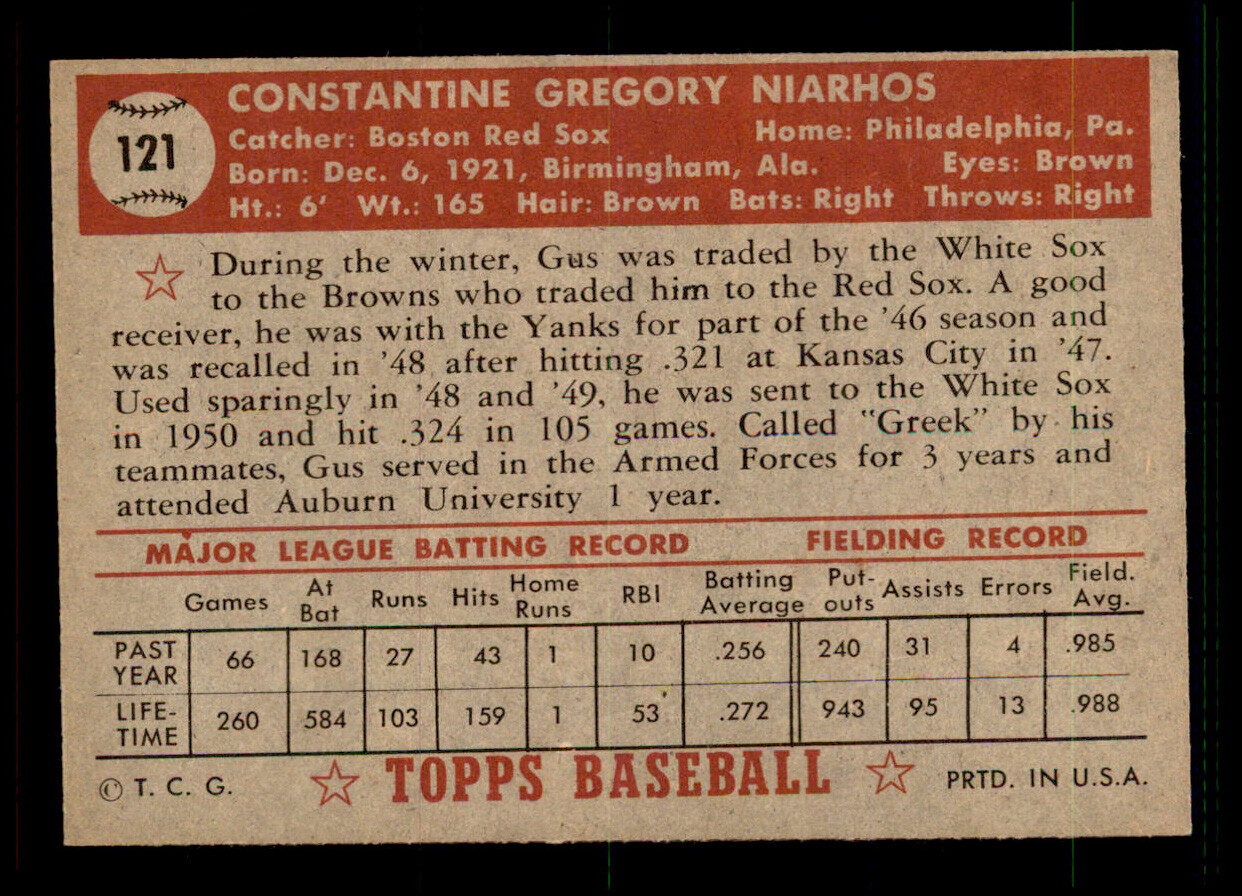 121
CONSTANTINE GREGORY NIARHOS
Catcher: Boston Red Sox Home: Philadelphia, Pa.
Born: Dec. 6, 1921, Birmingham, Ala. Eyes: Brown
Ht.: 6' Wt.: 165 Hair: Brown Bats: Right Throws: Right
During the winter, Gus was traded by the White Sox
to the Browns who traded him to the Red Sox. A good
receiver, he was with the Yanks for part of the '46 season and
was recalled in '48 after hitting .321 at Kansas City in '47.
Used sparingly in '48 and '49, he was sent to the White Sox
in 1950 and hit .324 in 105 games. Called "Greek" by his
teammates, Gus served in the Armed Forces for 3 years and
attended Auburn University 1 year.
MAJOR LEAGUE BATTING RECORD FIELDING RECORD
Games At Bat Runs Hits Home Runs RBI Batting Average Put-outs Assists Errors Field. Avg.
PAST YEAR 66 168 27 43 1 10 .256 240 31 4 .985
LIFE-TIME 260 584 103 159 1 53 .272 943 95 13 .988
© T. C. G. TOPPS BASEBALL PRTD. IN U.S.A.